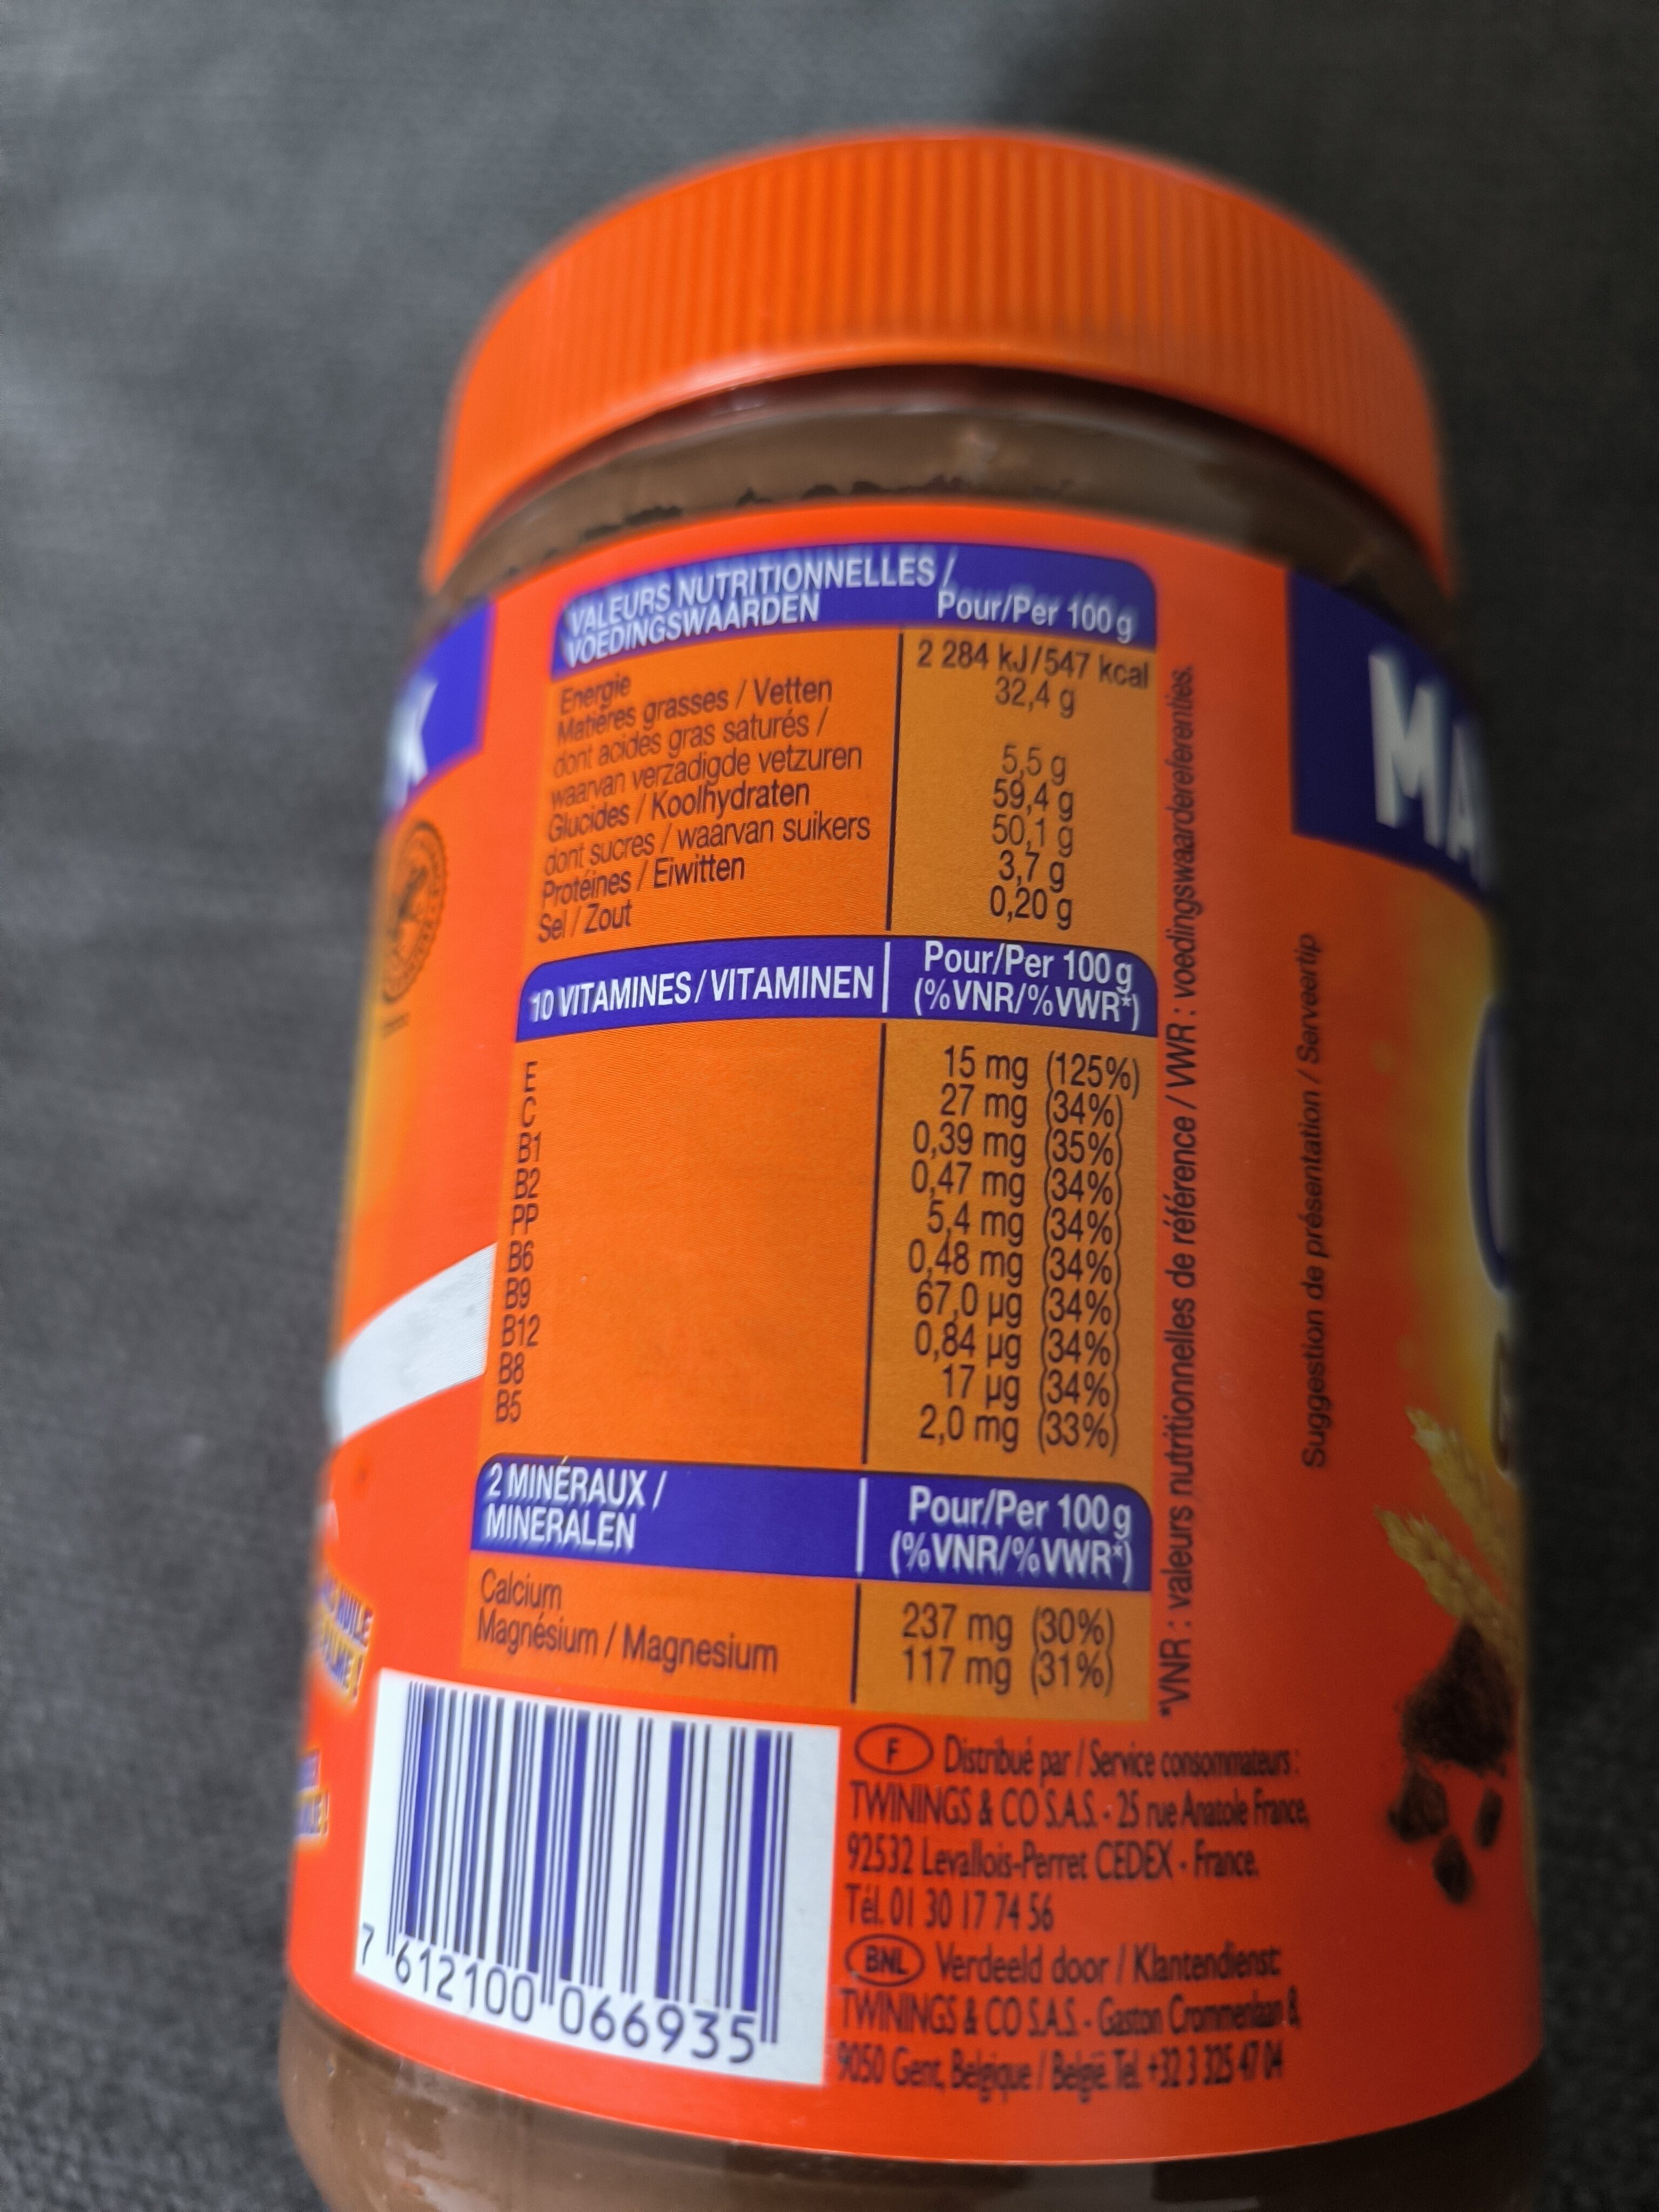 VALEURS NUTRITIONNELLES /
VOEDINGSWAARDEN
Pour/Per 100 g
Energie 2 284 kJ/547 kcal
Matières grasses / Vetten 32,4 g
dont acides gras saturés /
waarvan verzadigde vetzuren 5,5 g
Glucides / Koolhydraten 59,4 g
dont sucres / waarvan suikers 50,1 g
Protéines / Eiwitten 3,7 g
Sel / Zout 0,20 g
10 VITAMINES / VITAMINEN Pour/Per 100 g
(%VNR/%VWR*)
E 15 mg (125%)
C 27 mg (34%)
B1 0,39 mg (35%)
B2 0,47 mg (34%)
PP 5,4 mg (34%)
B6 0,48 mg (34%)
B9 67,0 µg (34%)
B12 0,84 µg (34%)
B8 17 µg (34%)
B5 2,0 mg (33%)
2 MINÉRAUX /
MINERALEN
Pour/Per 100 g
(%VNR/%VWR*)
Calcium 237 mg (30%)
Magnésium / Magnesium 117 mg (31%)
*VNR : valeurs nutritionnelles de référence / VWR : voedingswaardereferenties.
Suggestion de présentation / Serveertip
7 612100 066935
F Distribué par / Service consommateurs :
TWININGS & CO S.A.S. - 25 rue Anatole France,
92532 Levallois-Perret CEDEX - France.
Tél. 01 30 17 74 56
BNL Verdeeld door / Klantendienst:
TWININGS & CO S.A.S. - Gaston Crommenlaan 8,
9050 Gent, Belgique / België. Tel. +32 3 325 47 04
MA